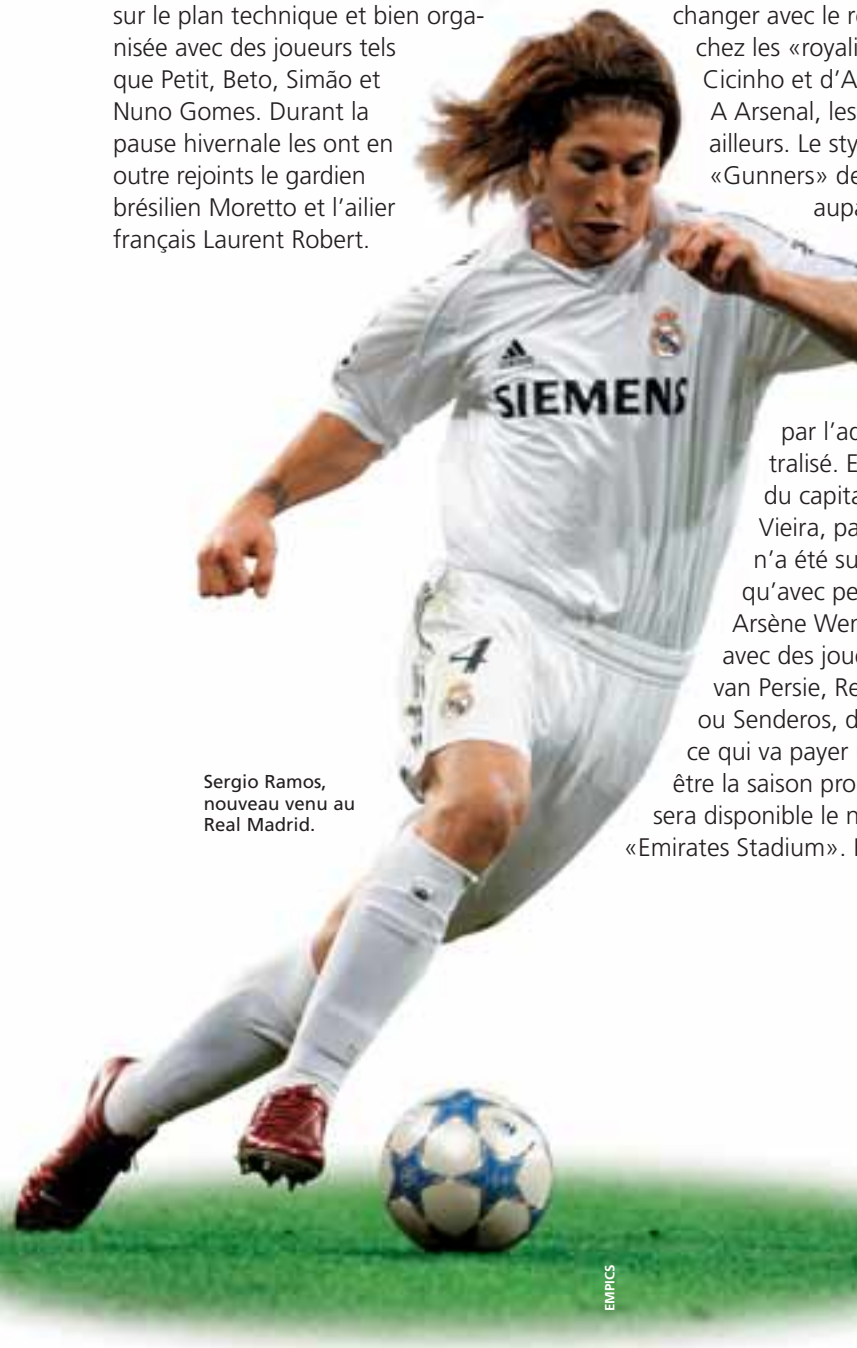 sur le plan technique et bien orga-
nisée avec des joueurs tels
que Petit, Beto, Simão et
Nuno Gomes. Durant la
pause hivernale les ont en
outre rejoints le gardien
brésilien Moretto et l'ailier
français Laurent Robert.
changer avec le
chez les «royali
Cicinho et d'A
A Arsenal, les
ailleurs. Le sty
«Gunners» de
aupa
par l'ac
tralisé. E
du capita
Vieira, pa
n'a été su
qu'avec pe
Arsène Wen
avec des joue
van Persie, Re
ou Senderos, d
ce qui va payer
être la saison pro
sera disponible le n
«Emirates Stadium».
adidas
SIEMENS
4
Sergio Ramos,
nouveau venu au
Real Madrid.
EMPICS